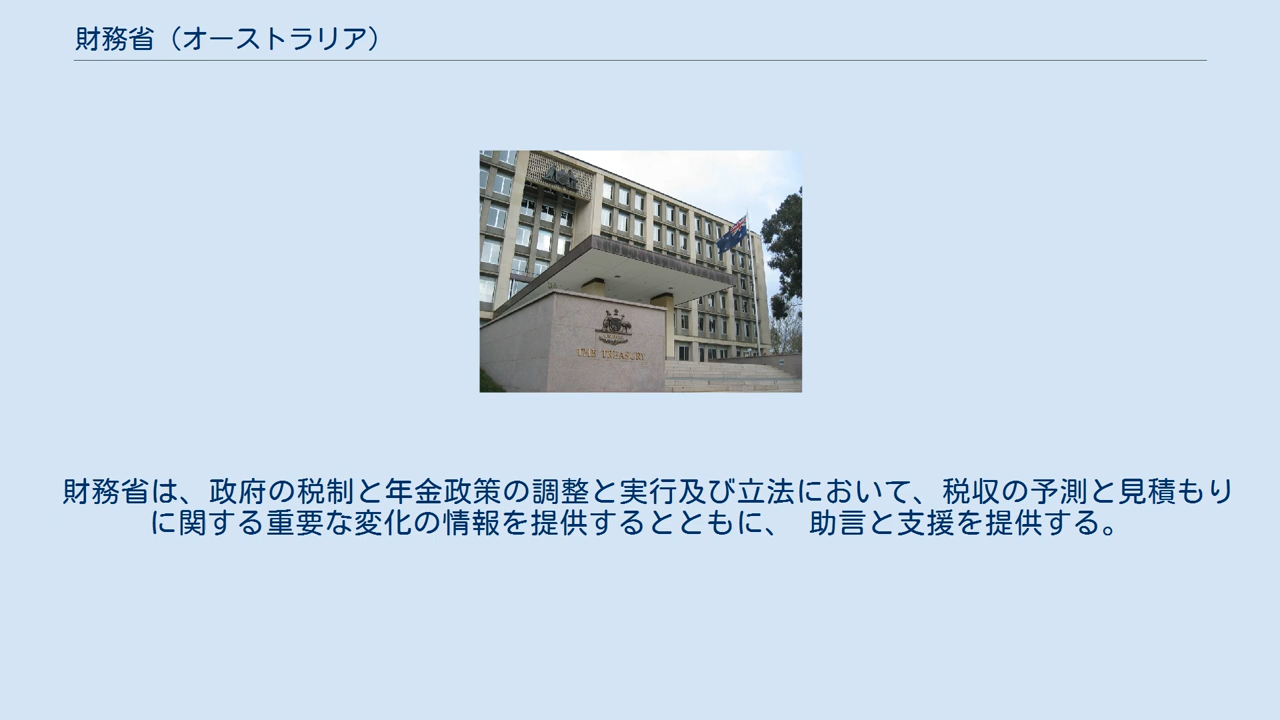 財務省（オーストラリア）
THE TREASURY
財務省は、政府の税制と年金政策の調整と実行及び立法において、税収の予測と見積もり
に関する重要な変化の情報を提供するとともに、 助言と支援を提供する。